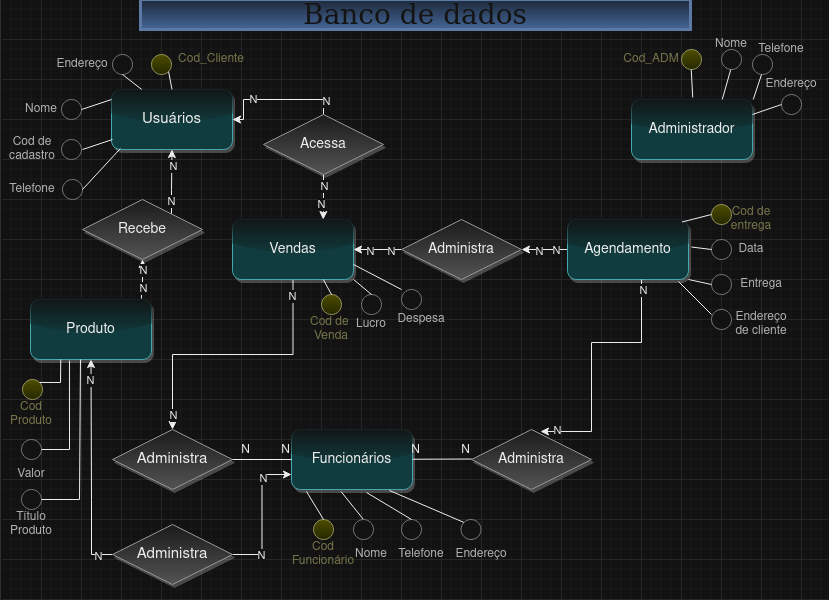 Banco de dados
Endereço
Cod_Cliente
Nome
Cod de
cadastro
Telefone
Usuários
N
N
Acessa
N
N
Cod_ADM
Nome
Telefone
Endereço
Administrador
N
N
Recebe
N
N
Vendas
N
N
Administra
N
N
Agendamento
Cod de
entrega
Data
Entrega
Endereço
de cliente
N
N
Cod de
Venda
Lucro
Despesa
Produto
N
Cod
Produto
Valor
Título
Produto
N
Administra
N
N
Funcionários
N
N
Administra
N
N
Administra
N
N
Cod
Funcionário
Nome
Telefone
Endereço